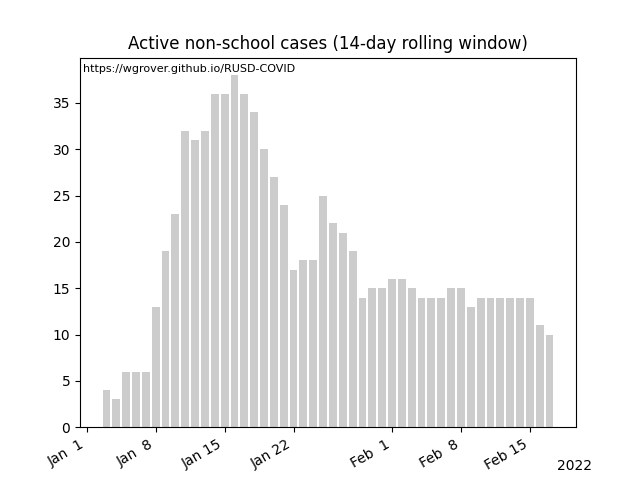 Active non-school cases (14-day rolling window)
https://wgrover.github.io/RUSD-COVID
35
30
25
20
15
10
5
0
Jan 1
Jan 8
Jan 15
Jan 22
Feb 1
Feb 8
Feb 15
2022